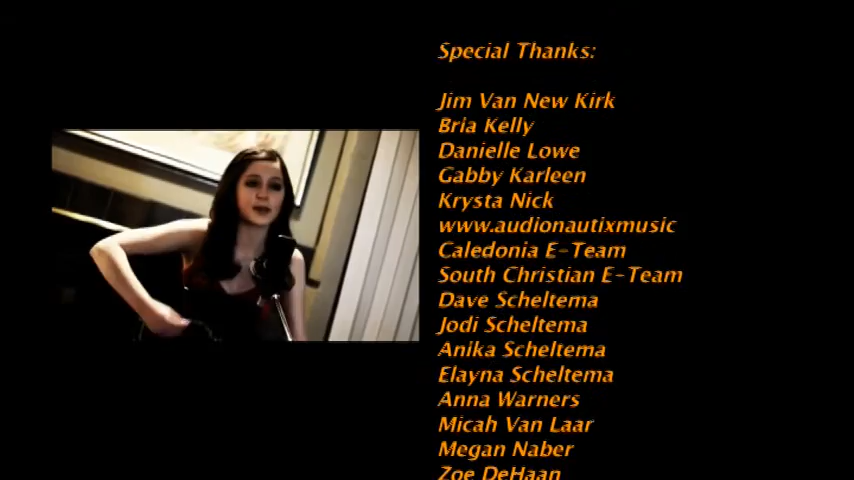 Special Thanks:
Jim Van New Kirk
Bria Kelly
Danielle Lowe
Gabby Karleen
Krysta Nick
www.audionautixmusic
Caledonia E-Team
South Christian E-Team
Dave Scheltema
Jodi Scheltema
Anika Scheltema
Elayna Scheltema
Anna Warners
Micah Van Laar
Megan Naber
Zoe DeHaan